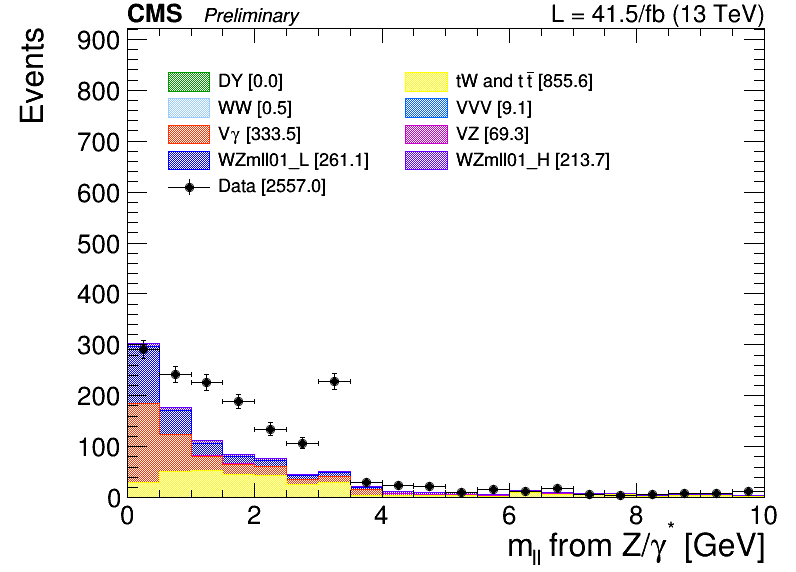 CMS Preliminary L = 41.5/fb (13 TeV)
Events
900
800
700
600
500
400
300
200
100
0
DY [0.0] tW and tt̄ [855.6]
WW [0.5] VVV [9.1]
Vγ [333.5] VZ [69.3]
WZmll01_L [261.1] WZmll01_H [213.7]
Data [2557.0]
0 2 4 6 8 10
m_ll from Z/γ* [GeV]